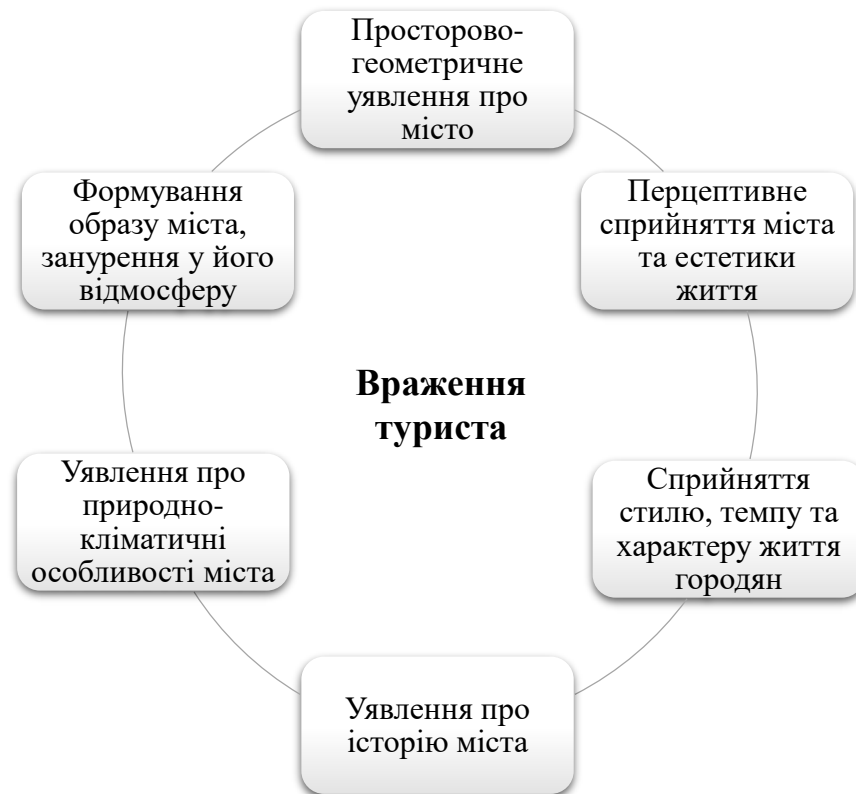 Просторово-
геометричне
уявлення про
місто
Перцептивне
сприйняття міста
та естетики
життя
Сприйняття
стилю, темпу та
характеру життя
городян
Уявлення про
історію міста
Уявлення про
природно-
кліматичні
особливості міста
Формування
образу міста,
занурення у його
відмосферу
Враження
туриста